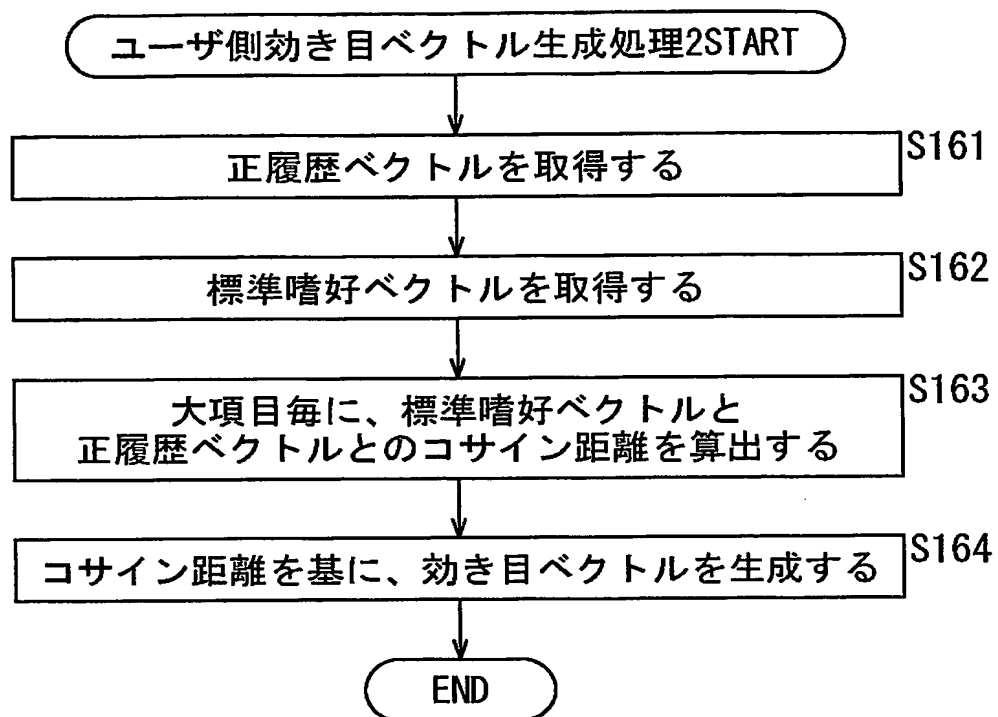 ユーザ側効き目ベクトル生成処理2START
正履歴ベクトルを取得する
S161
標準嗜好ベクトルを取得する
S162
大項目毎に、標準嗜好ベクトルと
正履歴ベクトルとのコサイン距離を算出する
S163
コサイン距離を基に、効き目ベクトルを生成する
S164
END